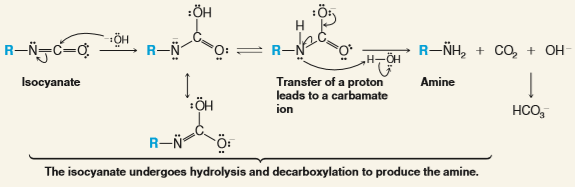 :ÖH :Ö:⁻
⁻:ÖH H
R—N̈=C=Ö: R—N̈⁻ C O: R—N C O: H—ÖH R—N̈H₂ + CO₂ + OH⁻
Isocyanate Transfer of a proton Amine
leads to a carbamate
ion
:ÖH HCO₃⁻
C
R—N̈ Ö:⁻
The isocyanate undergoes hydrolysis and decarboxylation to produce the amine.